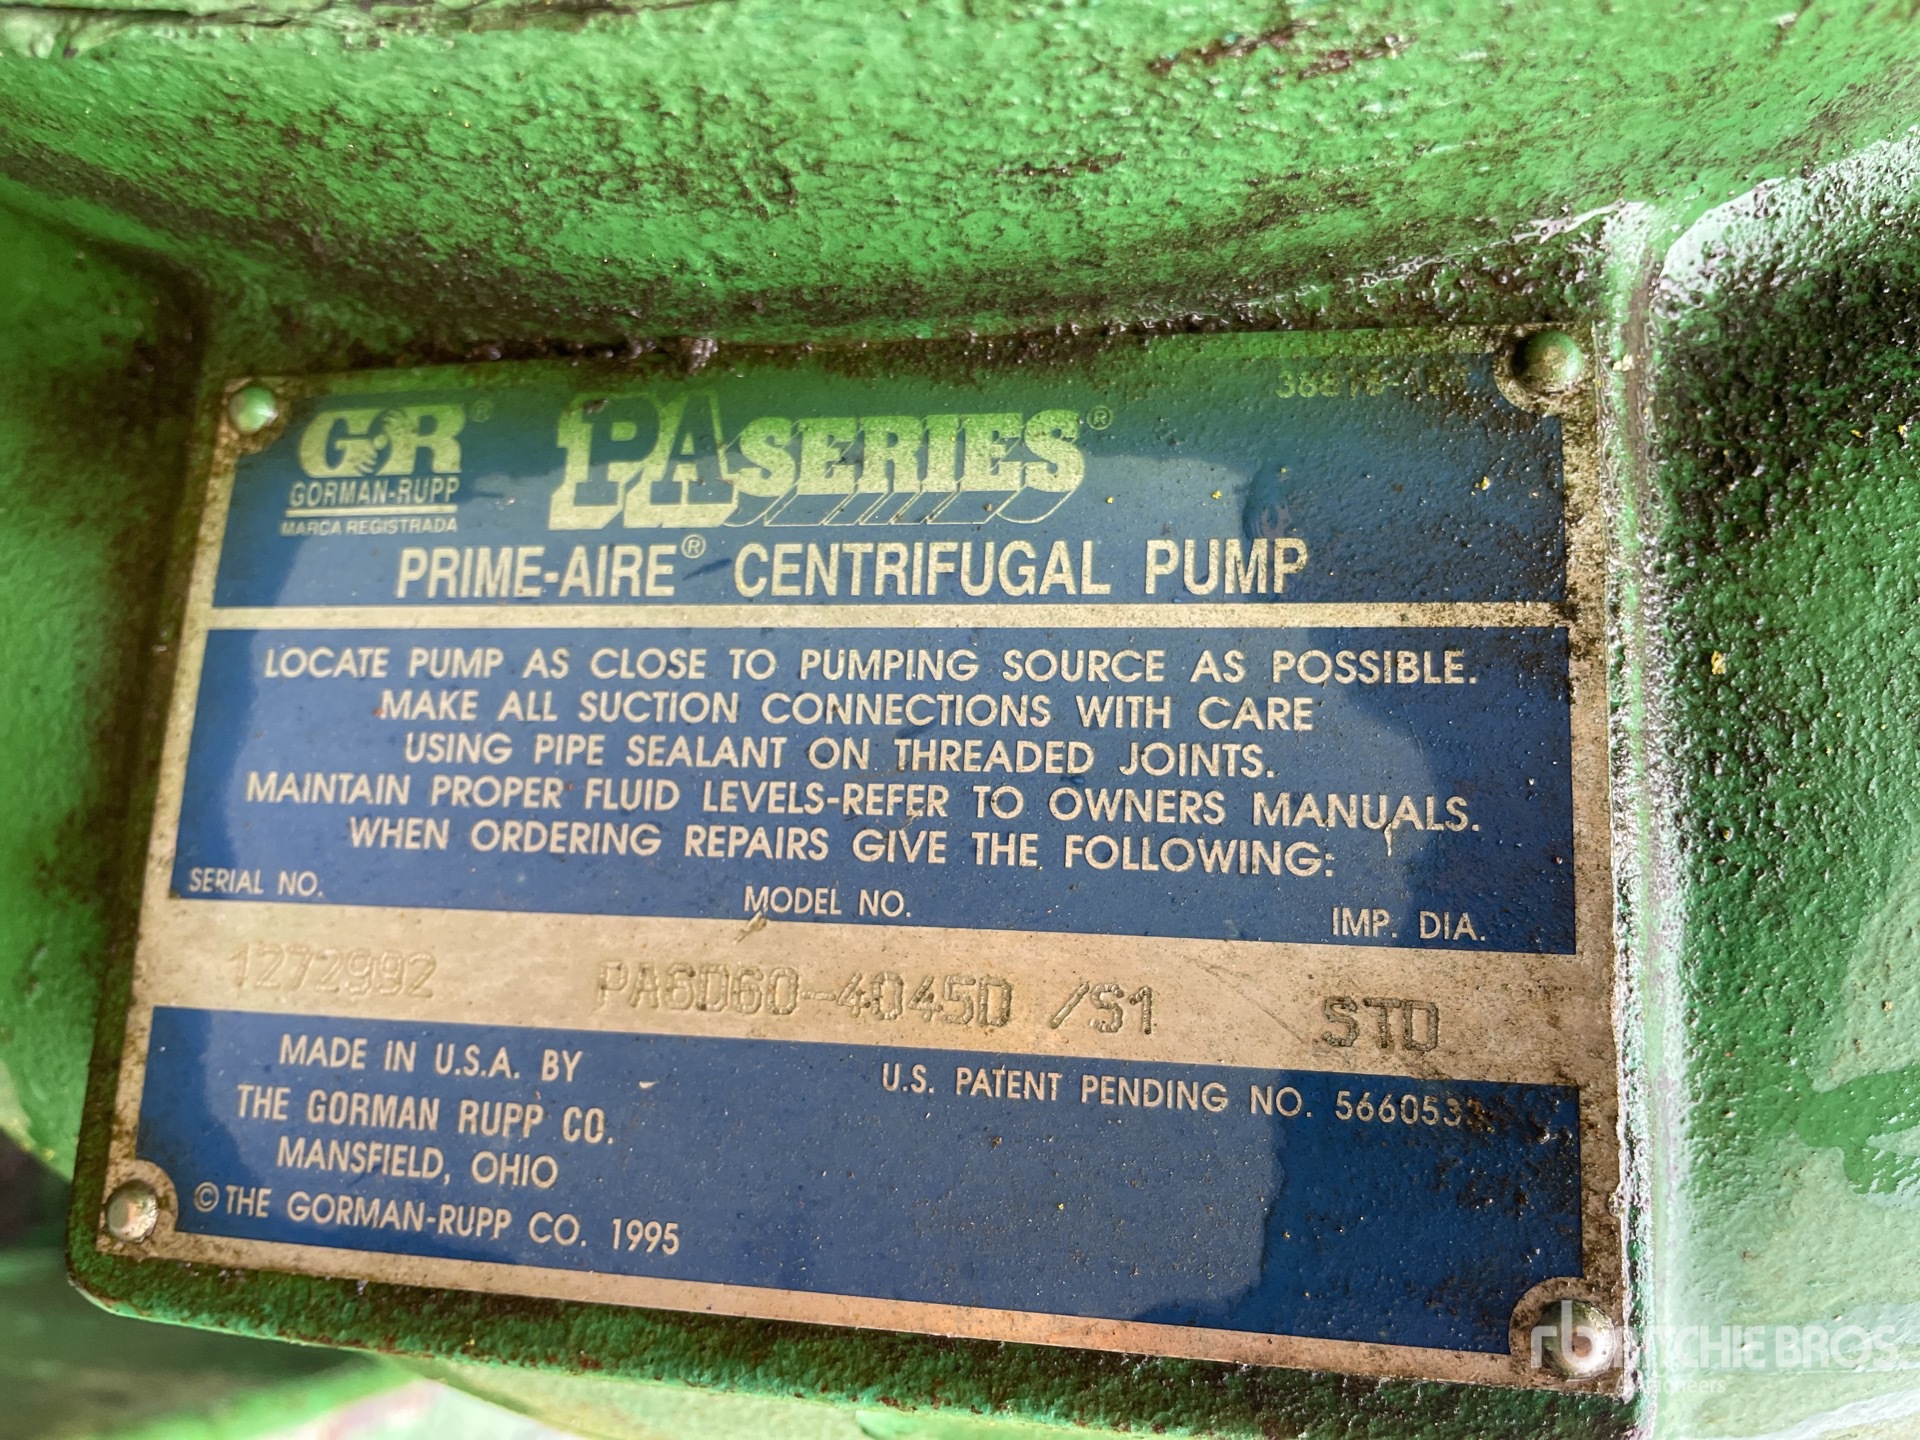 G·R® PA SERIES®
GORMAN-RUPP
MARCA REGISTRADA
PRIME-AIRE® CENTRIFUGAL PUMP
LOCATE PUMP AS CLOSE TO PUMPING SOURCE AS POSSIBLE.
MAKE ALL SUCTION CONNECTIONS WITH CARE
USING PIPE SEALANT ON THREADED JOINTS.
MAINTAIN PROPER FLUID LEVELS-REFER TO OWNERS MANUALS.
WHEN ORDERING REPAIRS GIVE THE FOLLOWING:
SERIAL NO. MODEL NO. IMP. DIA.
1272992 PA6D60-4045D /S1 STD
MADE IN U.S.A. BY
THE GORMAN RUPP CO.
MANSFIELD, OHIO
© THE GORMAN-RUPP CO. 1995
U.S. PATENT PENDING NO.
rb RITCHIE BROS.